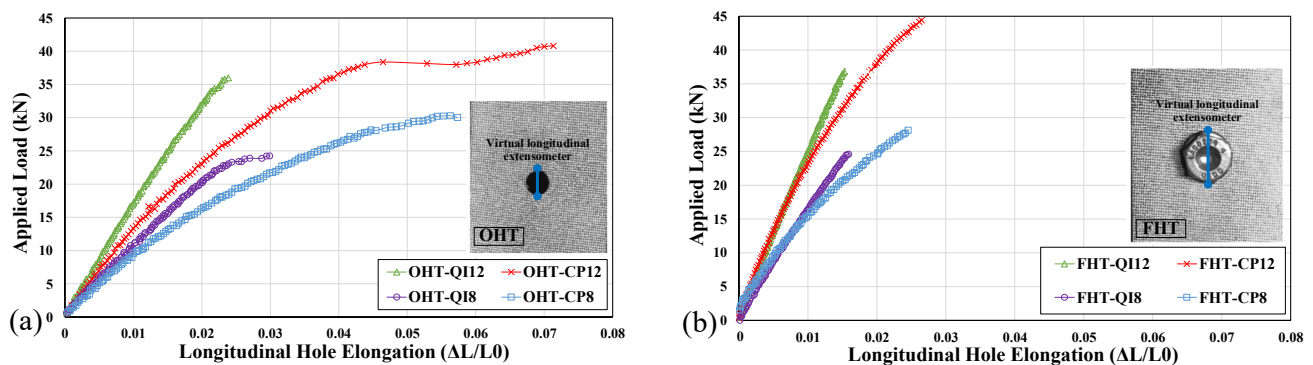 45
40
35
30
25
20
15
10
5
0
Applied Load (kN)
Virtual longitudinal
extensometer
OHT
OHT-QI12 OHT-CP12
OHT-QI8 OHT-CP8
0 0.01 0.02 0.03 0.04 0.05 0.06 0.07 0.08
Longitudinal Hole Elongation (ΔL/L0)
(a)
45
40
35
30
25
20
15
10
5
0
Applied Load (kN)
Virtual longitudinal
extensometer
FHT
FHT-QI12 FHT-CP12
FHT-QI8 FHT-CP8
0 0.01 0.02 0.03 0.04 0.05 0.06 0.07 0.08
Longitudinal Hole Elongation (ΔL/L0)
(b)